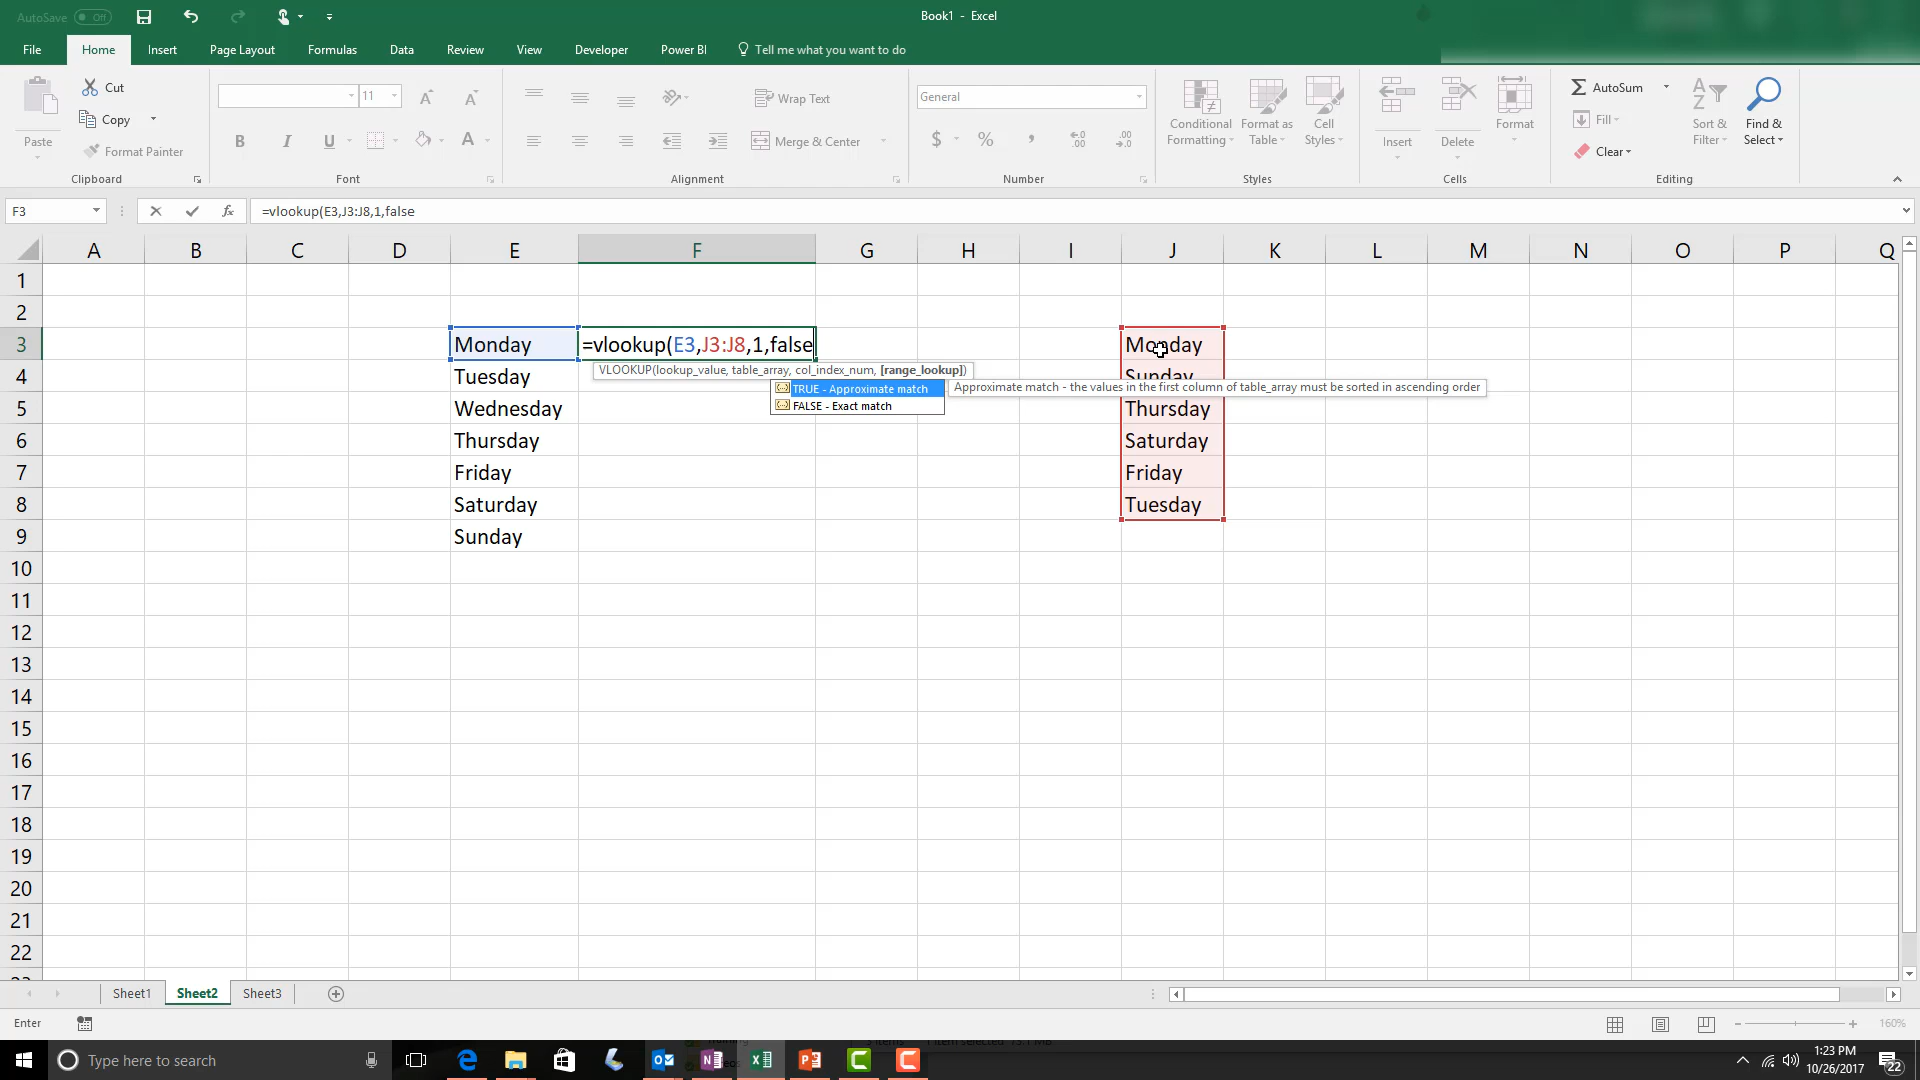 AutoSave Off
Book1 - Excel
File Home Insert Page Layout Formulas Data Review View Developer Power BI Tell me what you want to do
Paste
Cut
Copy
Format Painter
Clipboard
11
B I U A
Font
Wrap Text
Merge & Center
Alignment
General
$ % ,
Number
Conditional Formatting
Format as Table
Cell Styles
Styles
Insert
Delete
Format
Cells
AutoSum
Fill
Clear
Sort & Filter
Find & Select
Editing
F3
fx
=vlookup(E3,J3:J8,1,false
A B C D E F G H I J K L M N O P Q
1
2
3 Monday =vlookup(E3,J3:J8,1,false Monday
VLOOKUP(lookup_value, table_array, col_index_num, [range_lookup])
4 Tuesday Sunday
TRUE - Approximate match
Approximate match - the values in the first column of table_array must be sorted in ascending order
FALSE - Exact match
5 Wednesday Thursday
6 Thursday Saturday
7 Friday Friday
8 Saturday Tuesday
9 Sunday
10
11
12
13
14
15
16
17
18
19
20
21
22
Sheet1 Sheet2 Sheet3
Enter
160%
Type here to search
1:23 PM
10/26/2017
22